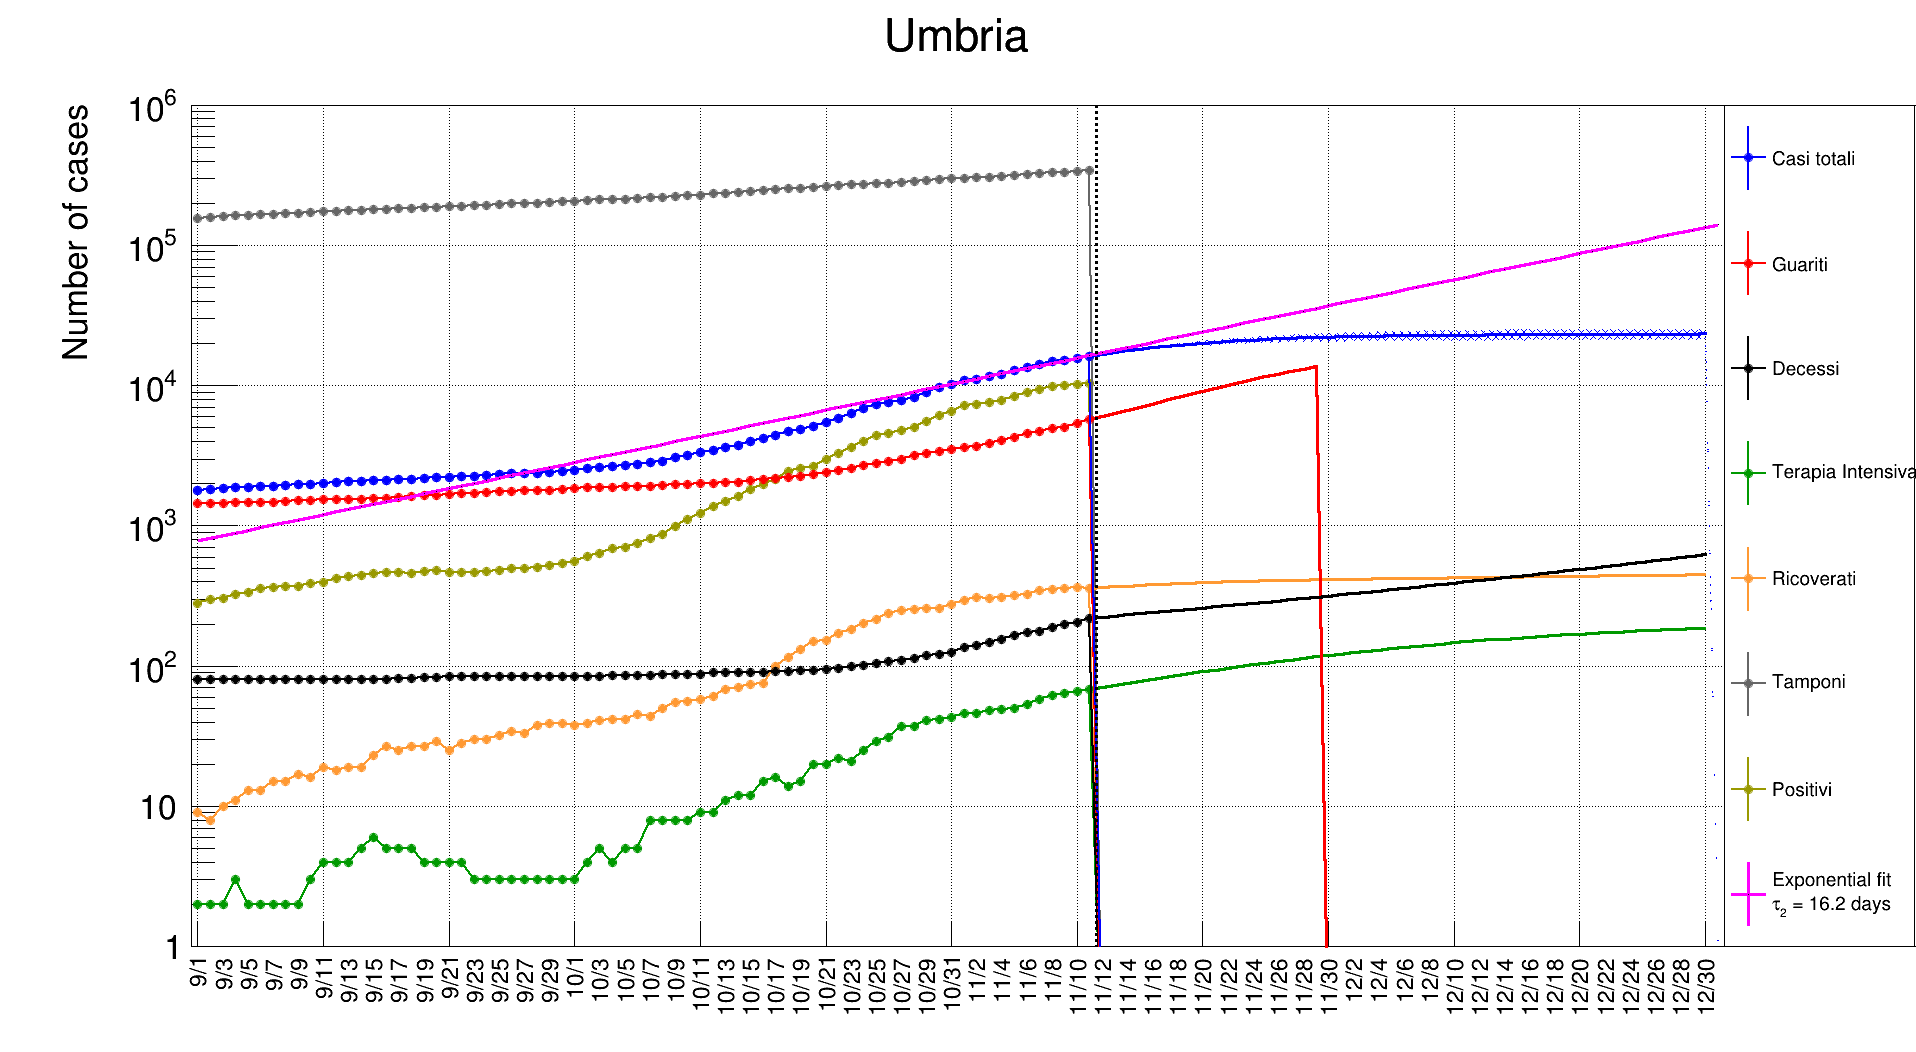 Umbria
Number of cases
10^6
10^5
10^4
10^3
10^2
10
1
9/1 9/3 9/5 9/7 9/9 9/11 9/13 9/15 9/17 9/19 9/21 9/23 9/25 9/27 9/29 10/1 10/3 10/5 10/7 10/9 10/11 10/13 10/15 10/17 10/19 10/21 10/23 10/25 10/27 10/29 10/31 11/2 11/4 11/6 11/8 11/10 11/12 11/14 11/16 11/18 11/20 11/22 11/24 11/26 11/28 11/30 12/2 12/4 12/6 12/8 12/10 12/12 12/14 12/16 12/18 12/20 12/22 12/24 12/26 12/28 12/30
Casi totali
Guariti
Decessi
Terapia Intensiva
Ricoverati
Tamponi
Positivi
Exponential fit
τ₂ = 16.2 days